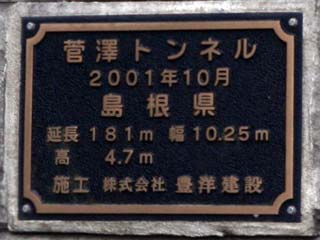 菅澤トンネル
2001年10月
島根県
延長 181m 幅 10.25m
高 4.7m
施工 株式会社 豊洋建設